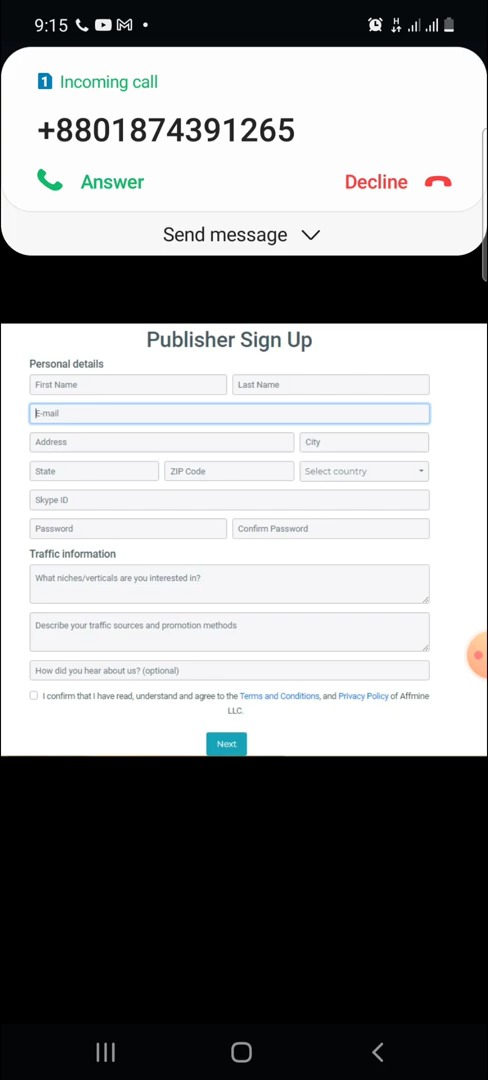 9:15
H
1 Incoming call
+8801874391265
Answer Decline
Send message
Publisher Sign Up
Personal details
First Name Last Name
E-mail
Address City
State ZIP Code Select country
Skype ID
Password Confirm Password
Traffic information
What niches/verticals are you interested in?
Describe your traffic sources and promotion methods
How did you hear about us? (optional)
I confirm that I have read, understand and agree to the Terms and Conditions, and Privacy Policy of Affmine
LLC.
Next